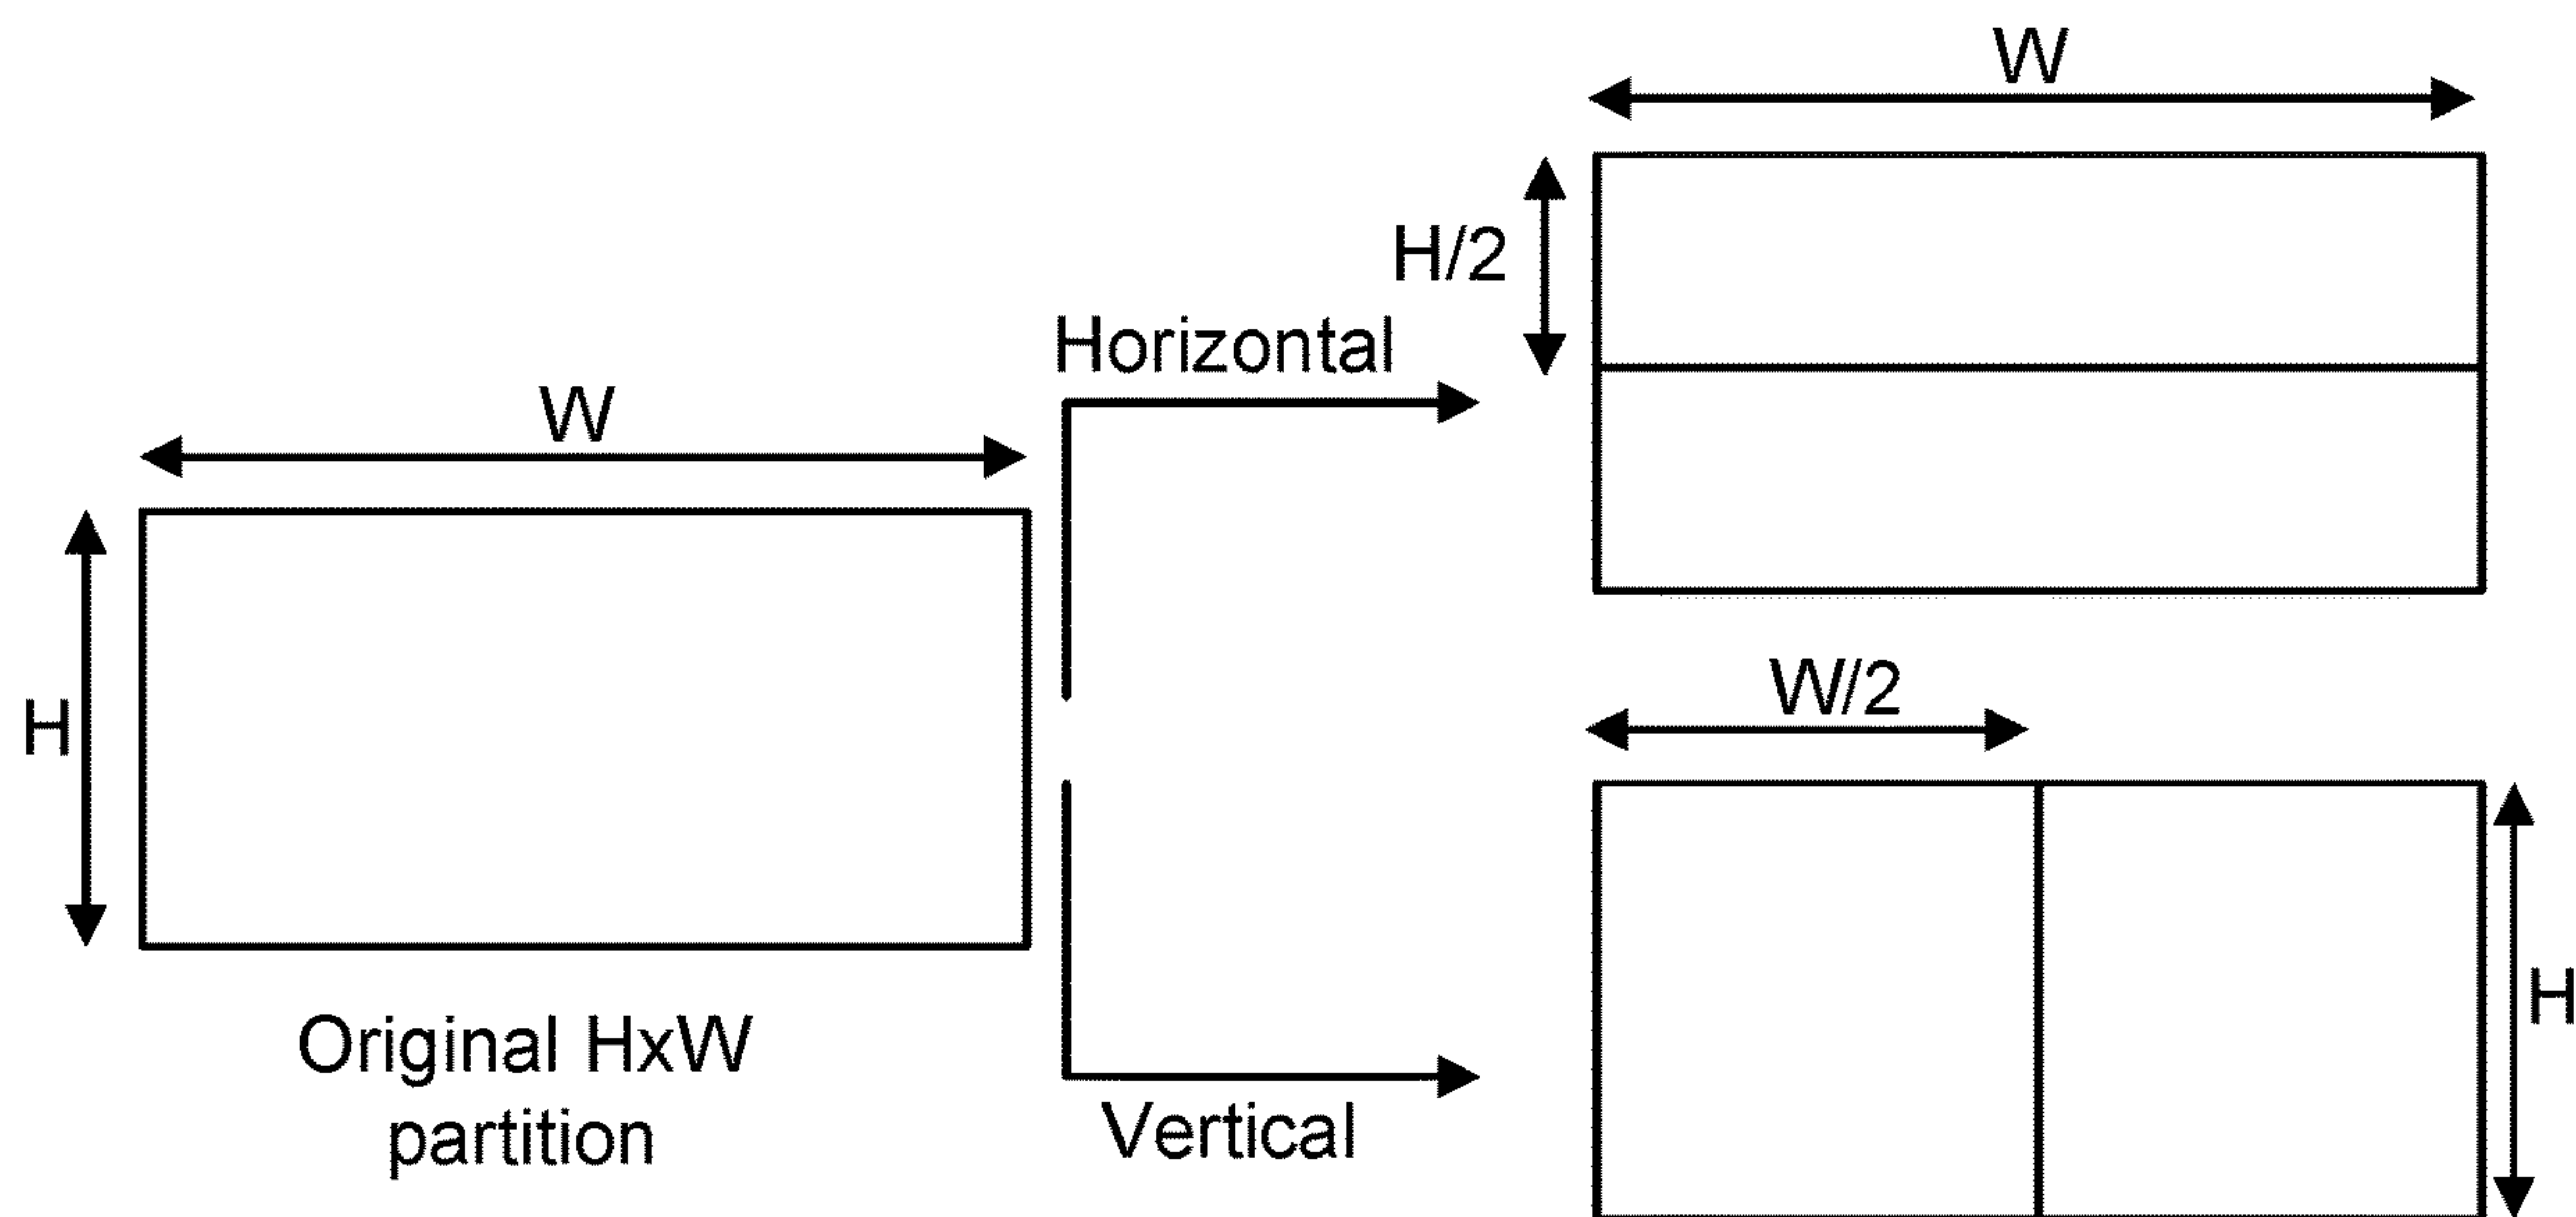 W
H/2
Horizontal
W
H
W/2
H
Original HxW
partition
Vertical